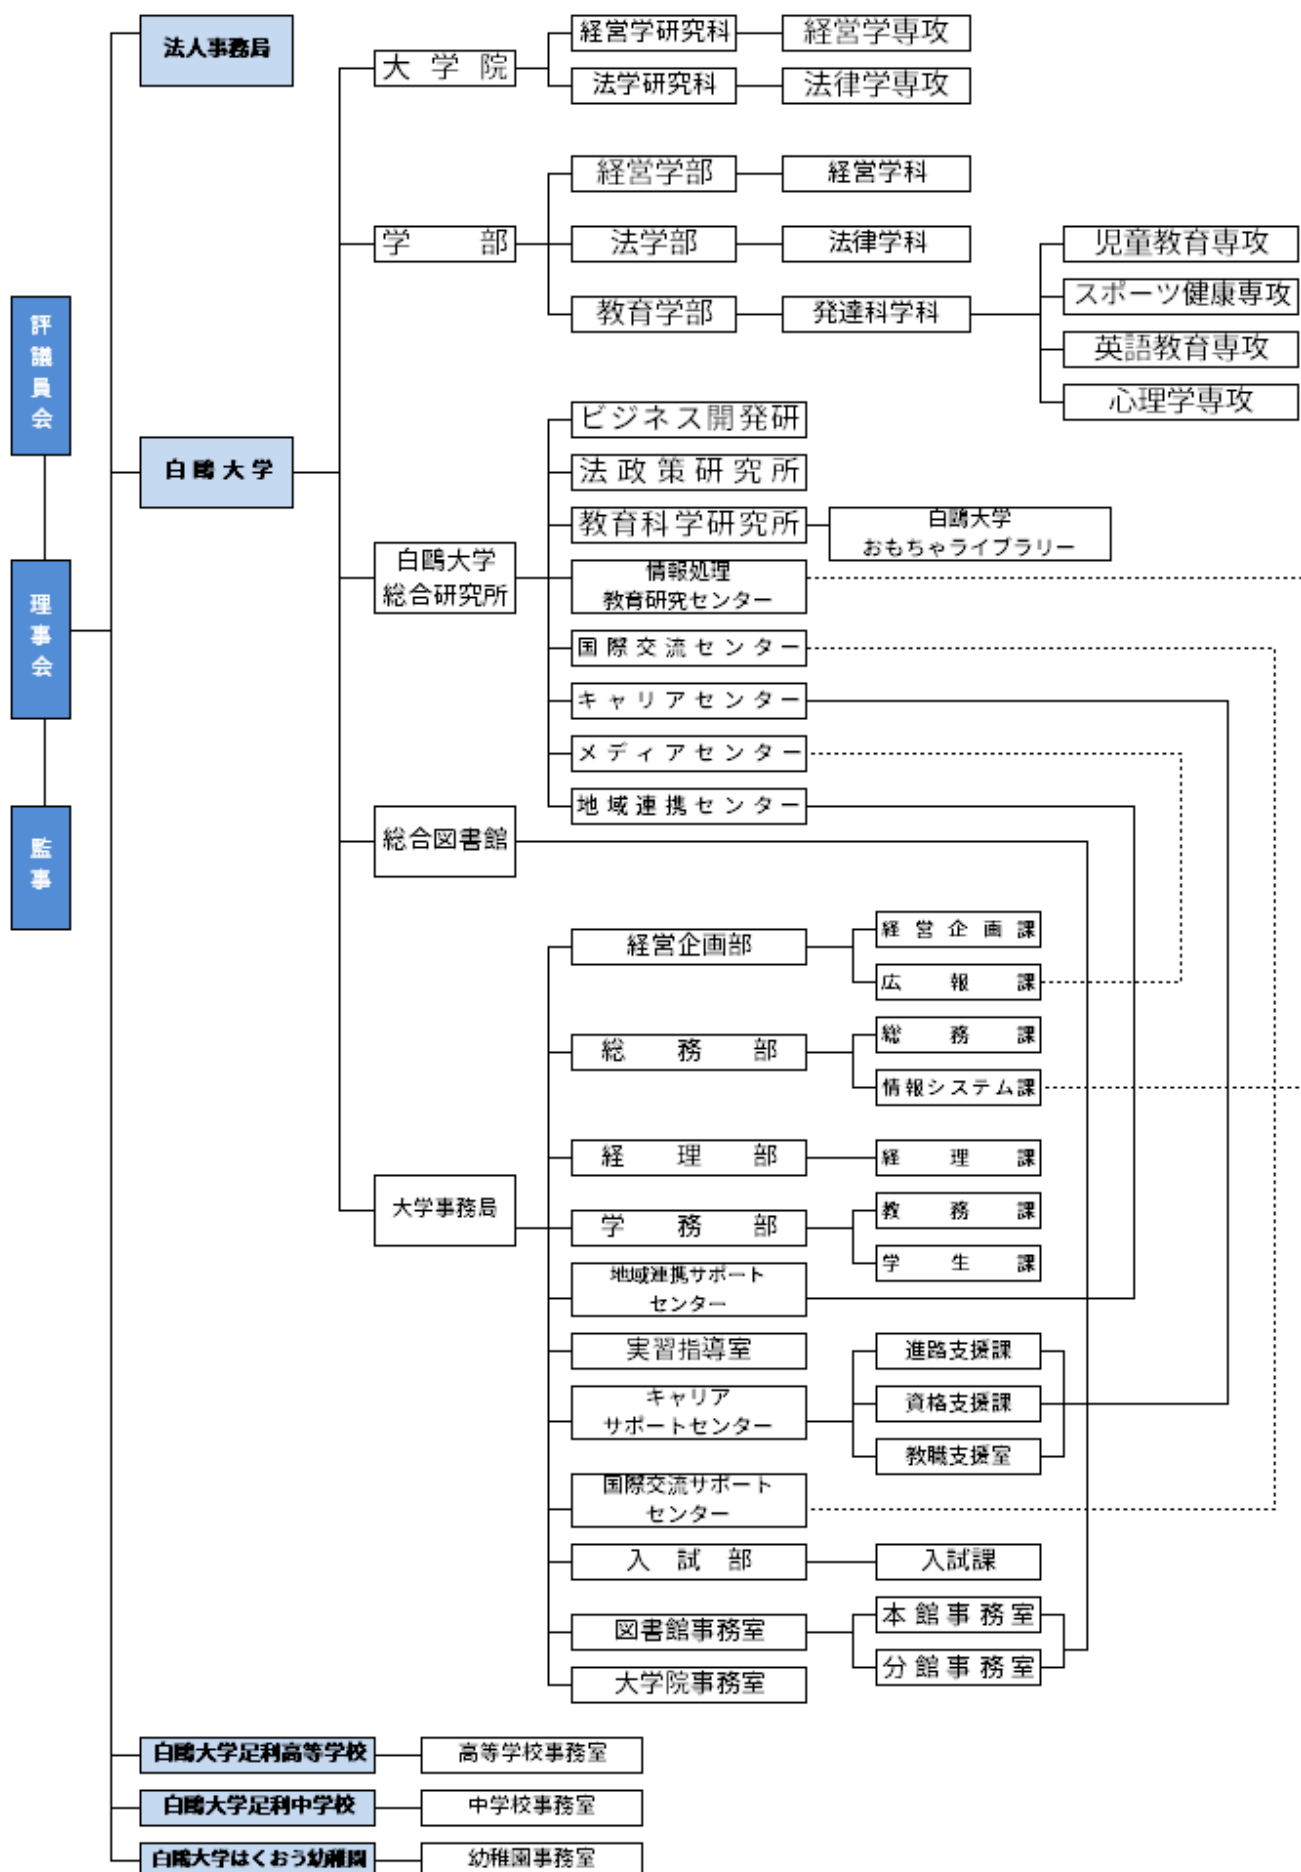 評議員会
理事会
監事
法人事務局
白鷗大学
大学院
経営学研究科
経営学専攻
法学研究科
法律学専攻
学部
経営学部
経営学科
法学部
法律学科
教育学部
発達科学科
児童教育専攻
スポーツ健康専攻
英語教育専攻
心理学専攻
白鷗大学
総合研究所
ビジネス開発研
法政策研究所
教育科学研究所
白鷗大学
おもちゃライブラリー
情報処理
教育研究センター
国際交流センター
キャリアセンター
メディアセンター
地域連携センター
総合図書館
大学事務局
経営企画部
経営企画課
広報課
総務部
総務課
情報システム課
経理部
経理課
学務部
教務課
学生課
地域連携サポート
センター
実習指導室
キャリア
サポートセンター
進路支援課
資格支援課
教職支援室
国際交流サポート
センター
入試部
入試課
図書館事務室
本館事務室
分館事務室
大学院事務室
白鷗大学足利高等学校
高等学校事務室
白鷗大学足利中学校
中学校事務室
白鷗大学はくおう幼稚園
幼稚園事務室